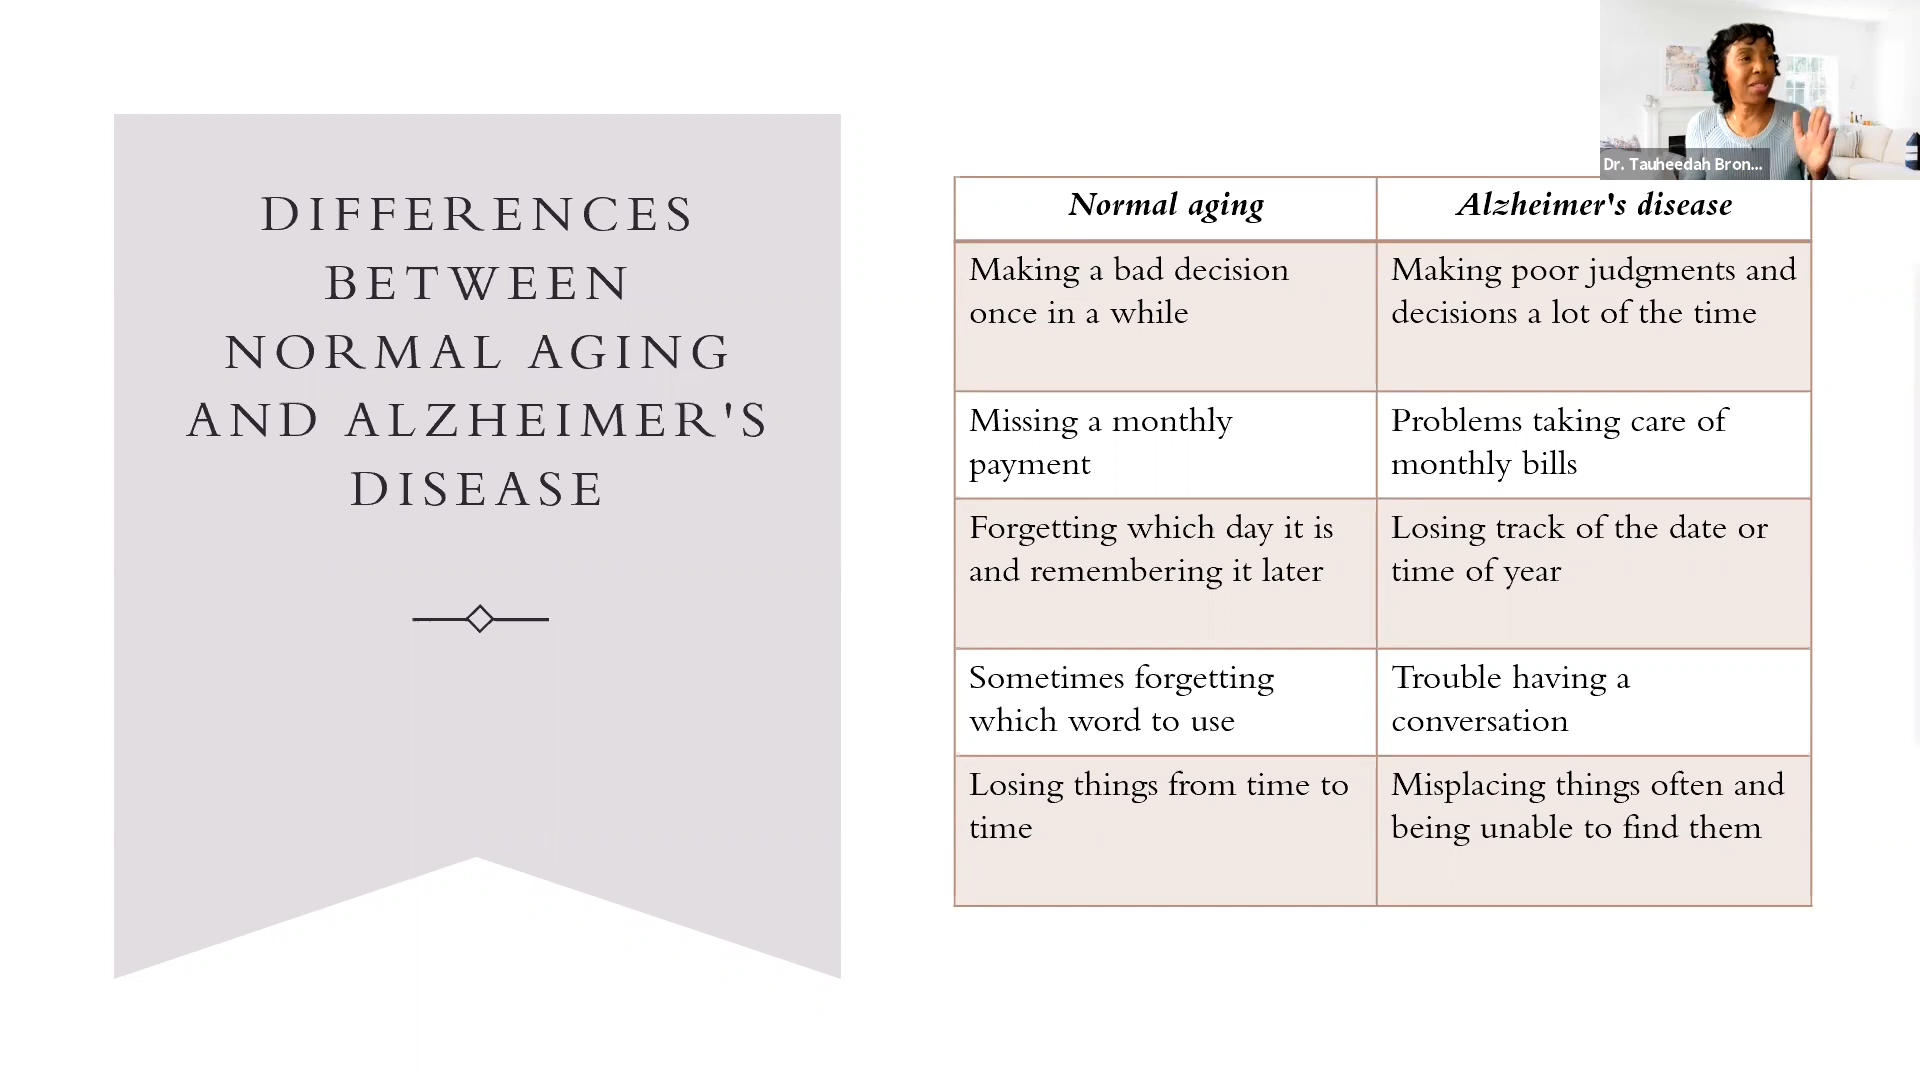 DIFFERENCES
BETWEEN
NORMAL AGING
AND ALZHEIMER'S
DISEASE
Dr. Tauheedah Bron...
Normal aging
Alzheimer's disease
Making a bad decision
once in a while
Making poor judgments and
decisions a lot of the time
Missing a monthly
payment
Problems taking care of
monthly bills
Forgetting which day it is
and remembering it later
Losing track of the date or
time of year
Sometimes forgetting
which word to use
Trouble having a
conversation
Losing things from time to
time
Misplacing things often and
being unable to find them